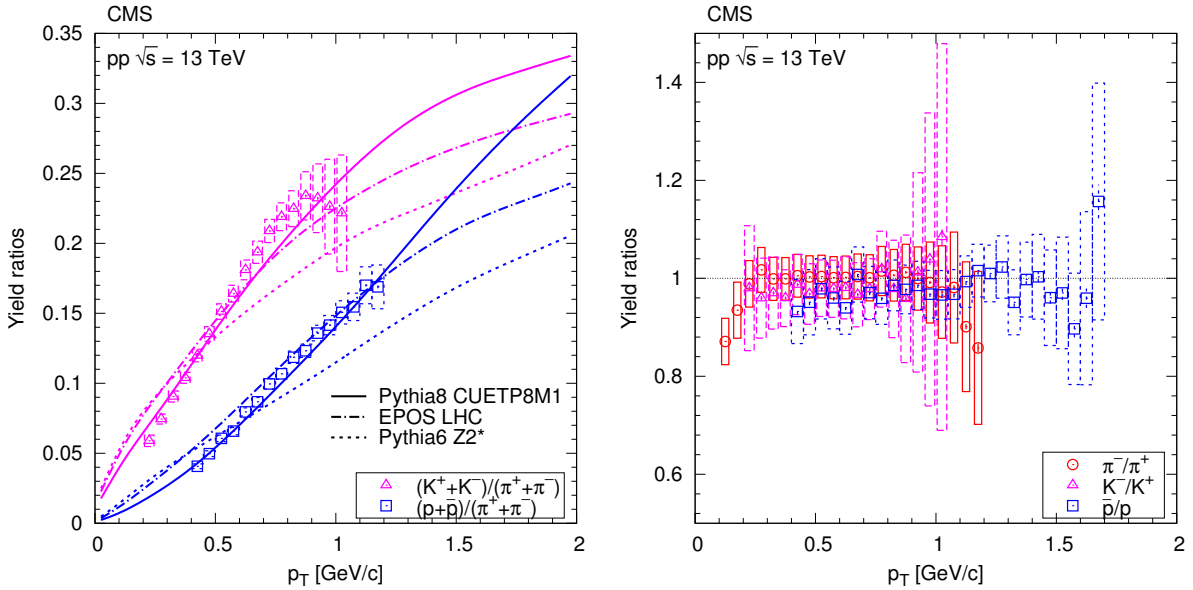 CMS
pp √s = 13 TeV
0.35
0.3
0.25
0.2
0.15
0.1
0.05
0
Yield ratios
Pythia8 CUETP8M1
EPOS LHC
Pythia6 Z2*
(K⁺+K⁻)/(π⁺+π⁻)
(p+p̄)/(π⁺+π⁻)
0 0.5 1 1.5 2
p_T [GeV/c]
CMS
pp √s = 13 TeV
1.4
1.2
1
0.8
0.6
Yield ratios
π⁻/π⁺
K⁻/K⁺
p̄/p
0 0.5 1 1.5 2
p_T [GeV/c]